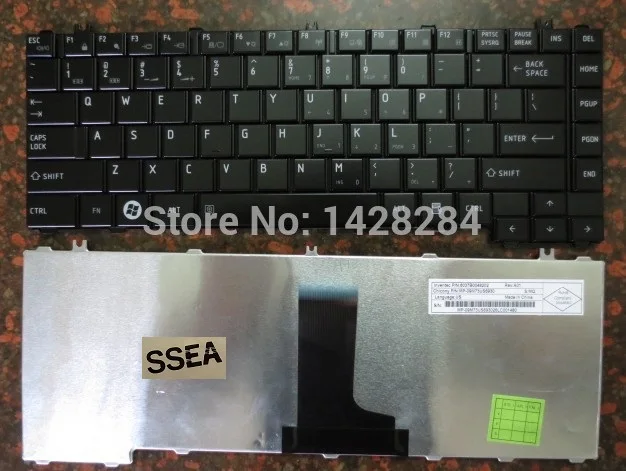 ESC F1 F2 F3 F4 F5 F6 F7 F8 F9 F10 F11 F12 PRTSC SYSRQ PAUSE BREAK INS DEL
1 2 3 4 5 6 7 8 9 0 BACK SPACE HOME
Q W E R T Y U I O P PGUP
CAPS LOCK A S D F G H J K L ENTER PGDN
SHIFT Z X C V B N M SHIFT END
CTRL FN ALT ALT CTRL
Store No: 1428284
SSEA
Language:US
Made In China